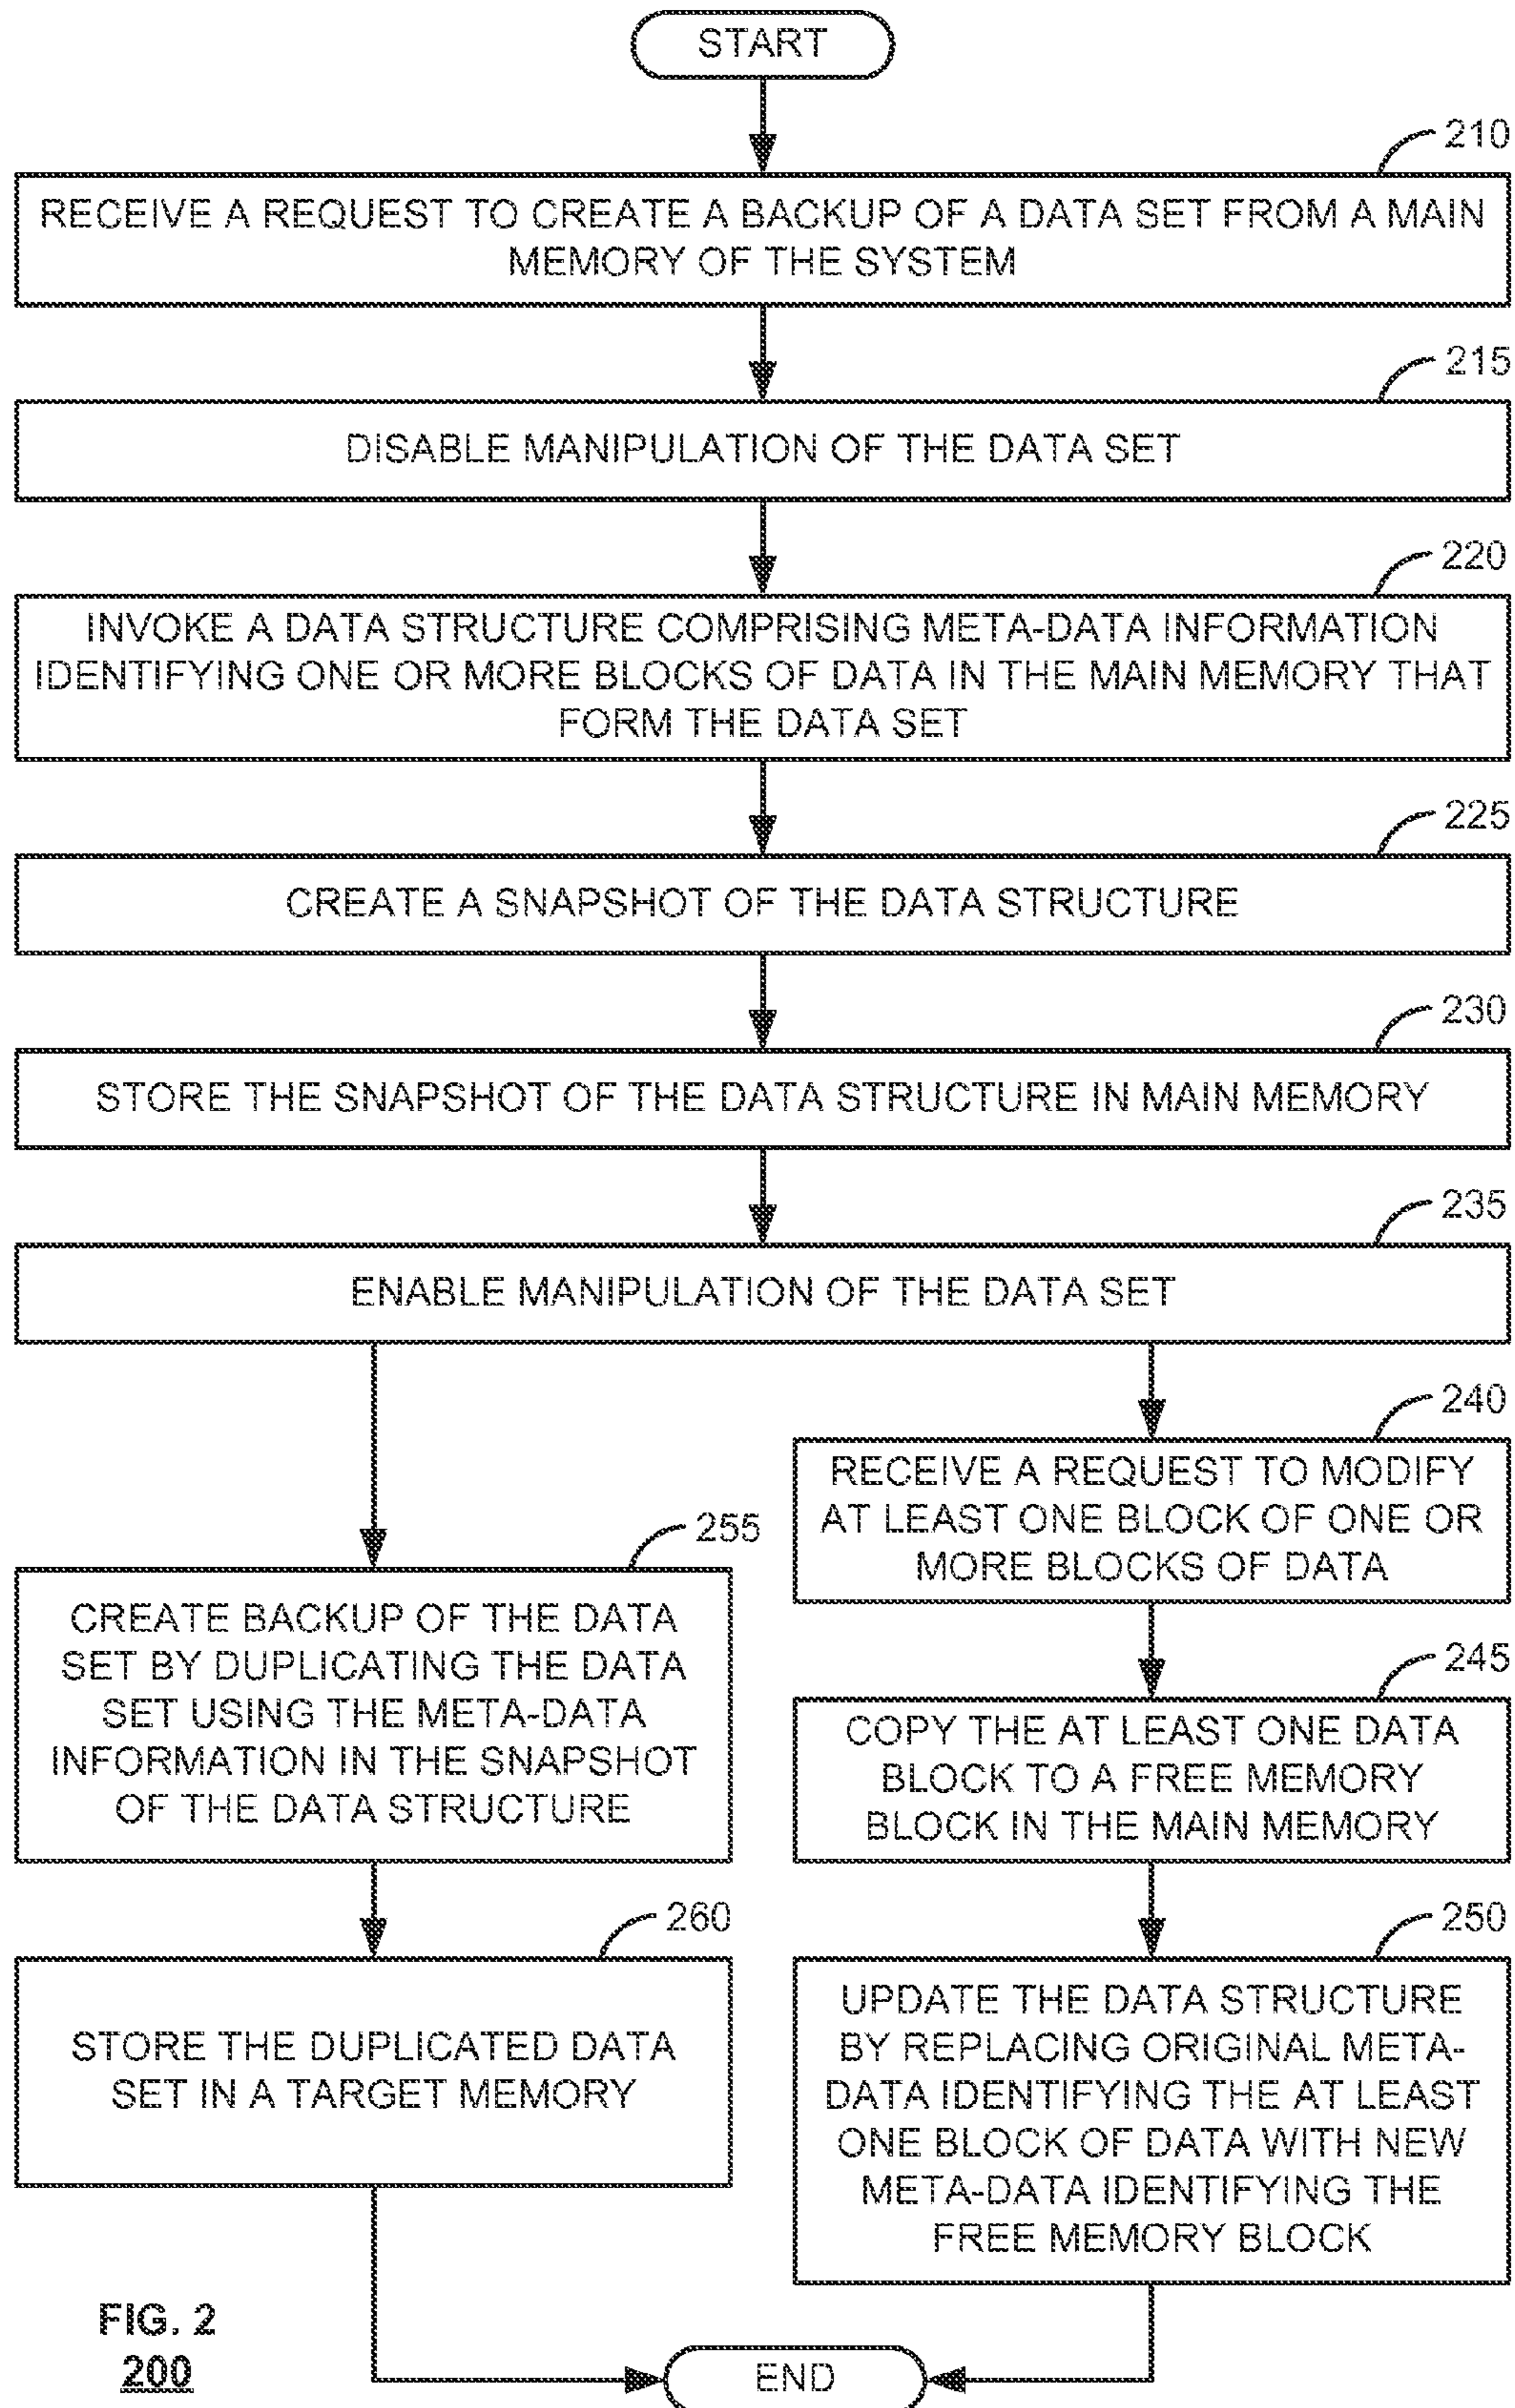 START
210
RECEIVE A REQUEST TO CREATE A BACKUP OF A DATA SET FROM A MAIN
MEMORY OF THE SYSTEM
215
DISABLE MANIPULATION OF THE DATA SET
220
INVOKE A DATA STRUCTURE COMPRISING META-DATA INFORMATION
IDENTIFYING ONE OR MORE BLOCKS OF DATA IN THE MAIN MEMORY THAT
FORM THE DATA SET
225
CREATE A SNAPSHOT OF THE DATA STRUCTURE
230
STORE THE SNAPSHOT OF THE DATA STRUCTURE IN MAIN MEMORY
235
ENABLE MANIPULATION OF THE DATA SET
240
RECEIVE A REQUEST TO MODIFY
AT LEAST ONE BLOCK OF ONE OR
MORE BLOCKS OF DATA
255
CREATE BACKUP OF THE DATA
SET BY DUPLICATING THE DATA
SET USING THE META-DATA
INFORMATION IN THE SNAPSHOT
OF THE DATA STRUCTURE
245
COPY THE AT LEAST ONE DATA
BLOCK TO A FREE MEMORY
BLOCK IN THE MAIN MEMORY
260
STORE THE DUPLICATED DATA
SET IN A TARGET MEMORY
250
UPDATE THE DATA STRUCTURE
BY REPLACING ORIGINAL META-
DATA IDENTIFYING THE AT LEAST
ONE BLOCK OF DATA WITH NEW
META-DATA IDENTIFYING THE
FREE MEMORY BLOCK
FIG. 2
200
END